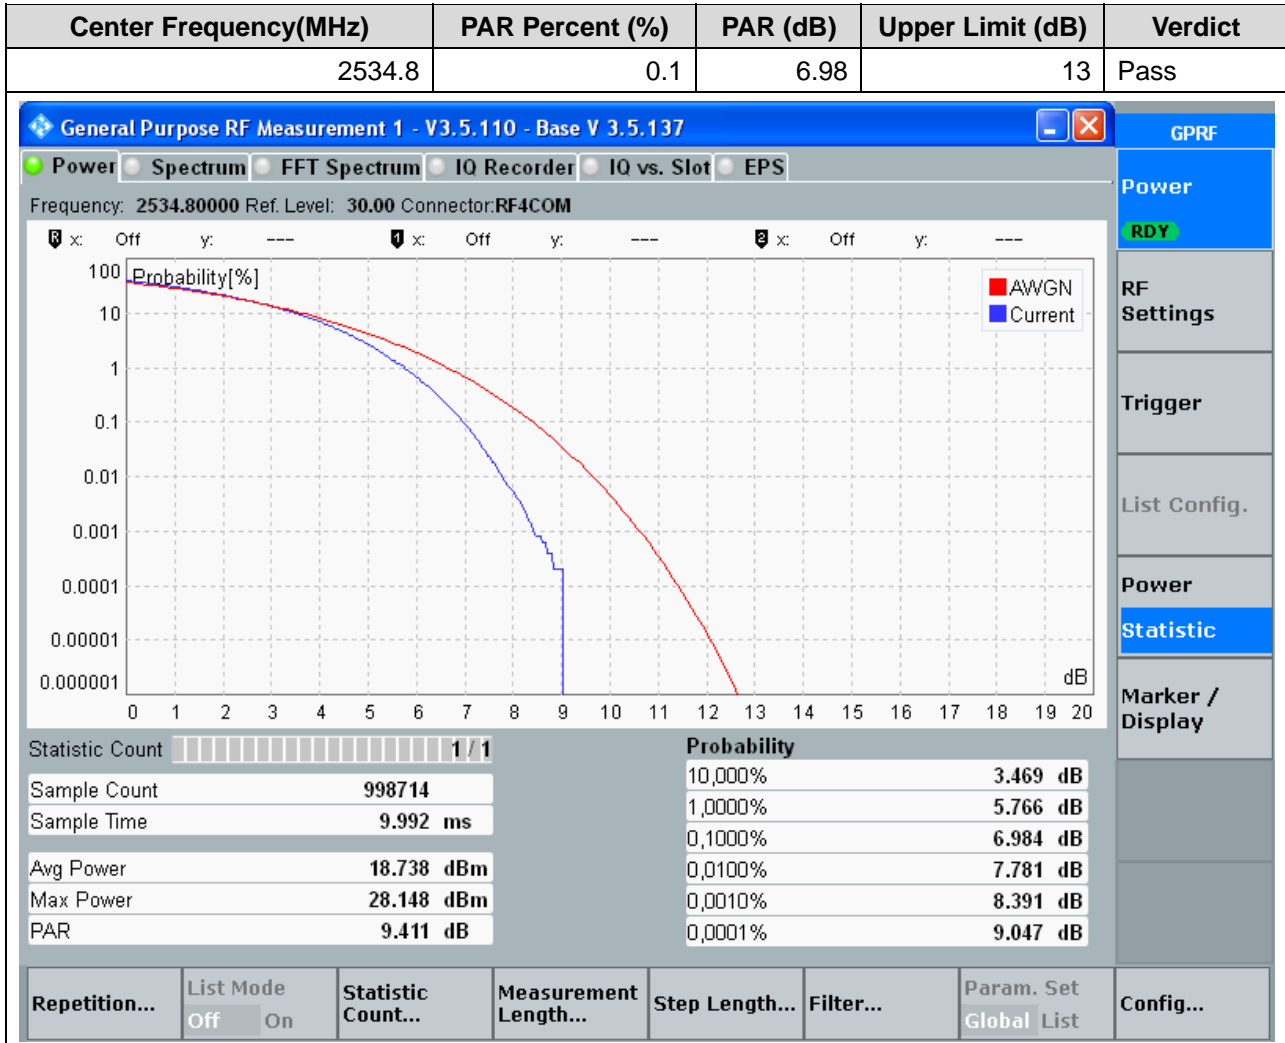 Center Frequency(MHz) PAR Percent (%) PAR (dB) Upper Limit (dB) Verdict
2534.8 0.1 6.98 13 Pass
General Purpose RF Measurement 1 - V3.5.110 - Base V 3.5.137
GPRF
Power Spectrum FFT Spectrum IQ Recorder IQ vs. Slot EPS
Frequency: 2534.80000 Ref. Level: 30.00 Connector:RF4COM
R x: Off y: --- 1 x: Off y: --- 2 x: Off y: ---
Probability[%]
AWGN
Current
100
10
1
0.1
0.01
0.001
0.0001
0.00001
0.000001
dB
0 1 2 3 4 5 6 7 8 9 10 11 12 13 14 15 16 17 18 19 20
Power
RDY
RF
Settings
Trigger
List Config.
Power
Statistic
Marker /
Display
Statistic Count 1 / 1
Sample Count 998714
Sample Time 9.992 ms
Avg Power 18.738 dBm
Max Power 28.148 dBm
PAR 9.411 dB
Probability
10,000% 3.469 dB
1,0000% 5.766 dB
0,1000% 6.984 dB
0,0100% 7.781 dB
0,0010% 8.391 dB
0,0001% 9.047 dB
Repetition...
List Mode
Off On
Statistic
Count...
Measurement
Length...
Step Length...
Filter...
Param. Set
Global List
Config...